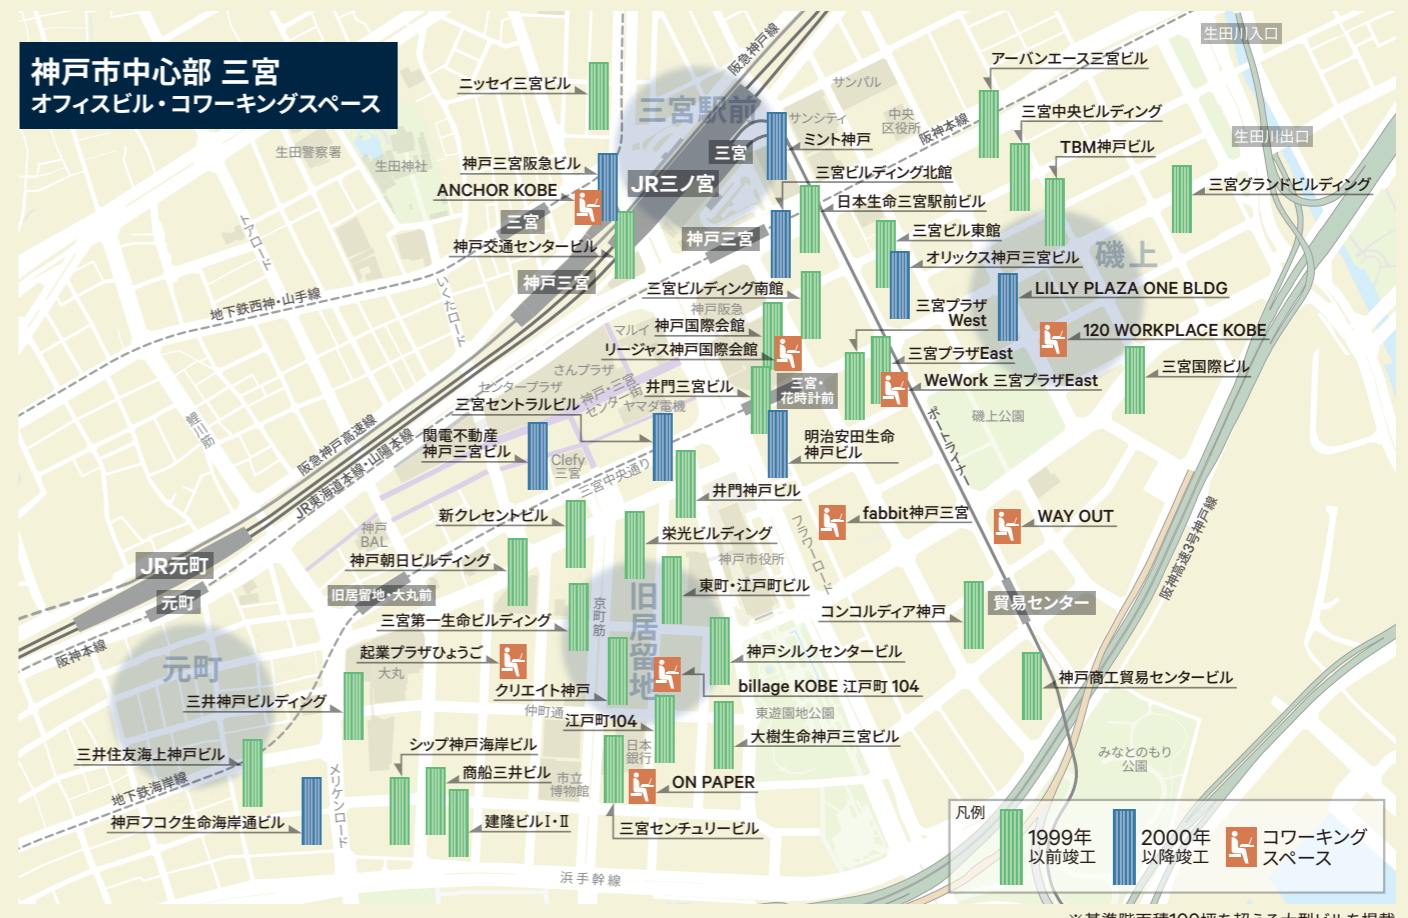 神戸市中心部 三宮
オフィスビル・コワーキングスペース
阪急神戸線
生田川入口
ニッセイ三宮ビル
三宮駅前
サンパル
アーバンエース三宮ビル
サンシティ
中央
区役所
阪神本線
三宮中央ビルディング
生田川出口
生田警察署
生田神社
三宮
ミント神戸
TBM神戸ビル
神戸三宮阪急ビル
ANCHOR KOBE
JR三ノ宮
三宮ビルディング北館
三宮グランドビルディング
日本生命三宮駅前ビル
トアロード
三宮
神戸三宮
三宮ビル東館
神戸交通センタービル
オリックス神戸三宮ビル
磯上
神戸三宮
いくたロード
三宮ビルディング南館
LILLY PLAZA ONE BLDG
地下鉄西神・山手線
神戸阪急
三宮プラザ
West
マルイ
神戸国際会館
120 WORKPLACE KOBE
リージャス神戸国際会館
三宮プラザEast
三宮国際ビル
さんプラザ
センタープラザ
神戸・三宮
センター街
井門三宮ビル
三宮・
花時計前
WeWork 三宮プラザEast
三宮セントラルビル
ヤマダ電機
ポートライナー
磯上公園
鯉川筋
阪急神戸高速線
JR東海道本線・山陽本線
関電不動産
神戸三宮ビル
Clefy
三宮
明治安田生命
神戸ビル
三宮中央通り
井門神戸ビル
新クレセントビル
フラワーロード
fabbit神戸三宮
WAY OUT
阪神高速3号神戸線
神戸
BAL
栄光ビルディング
神戸朝日ビルディング
神戸市役所
JR元町
元町
旧居留地・大丸前
東町・江戸町ビル
旧居留地
京町筋
三宮第一生命ビルディング
コンコルディア神戸
貿易センター
阪神本線
元町
起業プラザひょうご
大丸
神戸シルクセンタービル
神戸商工貿易センタービル
クリエイト神戸
billage KOBE 江戸町 104
三井神戸ビルディング
仲町通
江戸町104
東遊園地公園
大樹生命神戸三宮ビル
三井住友海上神戸ビル
シップ神戸海岸ビル
日本
銀行
みなとのもり
公園
地下鉄海岸線
メリケンロード
商船三井ビル
市立
博物館
ON PAPER
神戸フコク生命海岸通ビル
建隆ビルⅠ・Ⅱ
三宮センチュリービル
浜手幹線
凡例
1999年
以前竣工
2000年
以降竣工
コワーキング
スペース
※基準階面積100坪を超える大型ビルを掲載